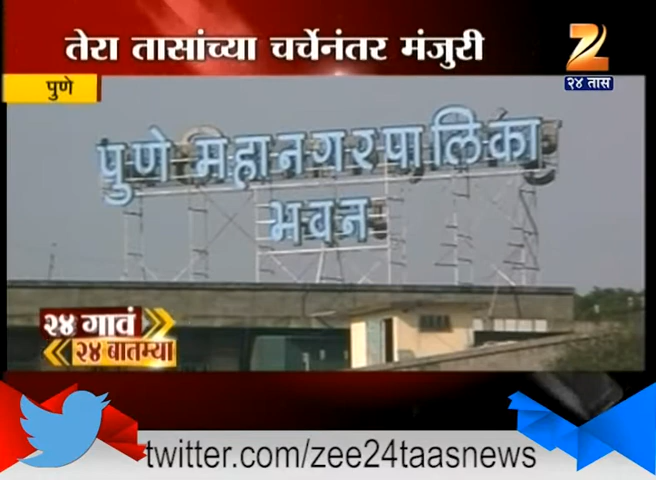 तेरा तासांच्या चर्चेनंतर मंजुरी
२४ तास
पुणे
पुणे महानगरपालिका
भवन
२४ गावं
२४ बातम्या
twitter.com/zee24taasnews